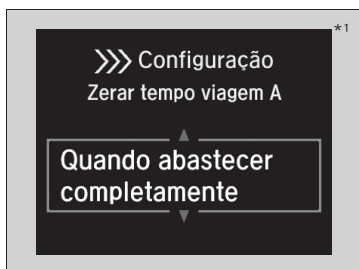 *1
>>> Configuração
Zerar tempo viagem A
Quando abastecer
completamente